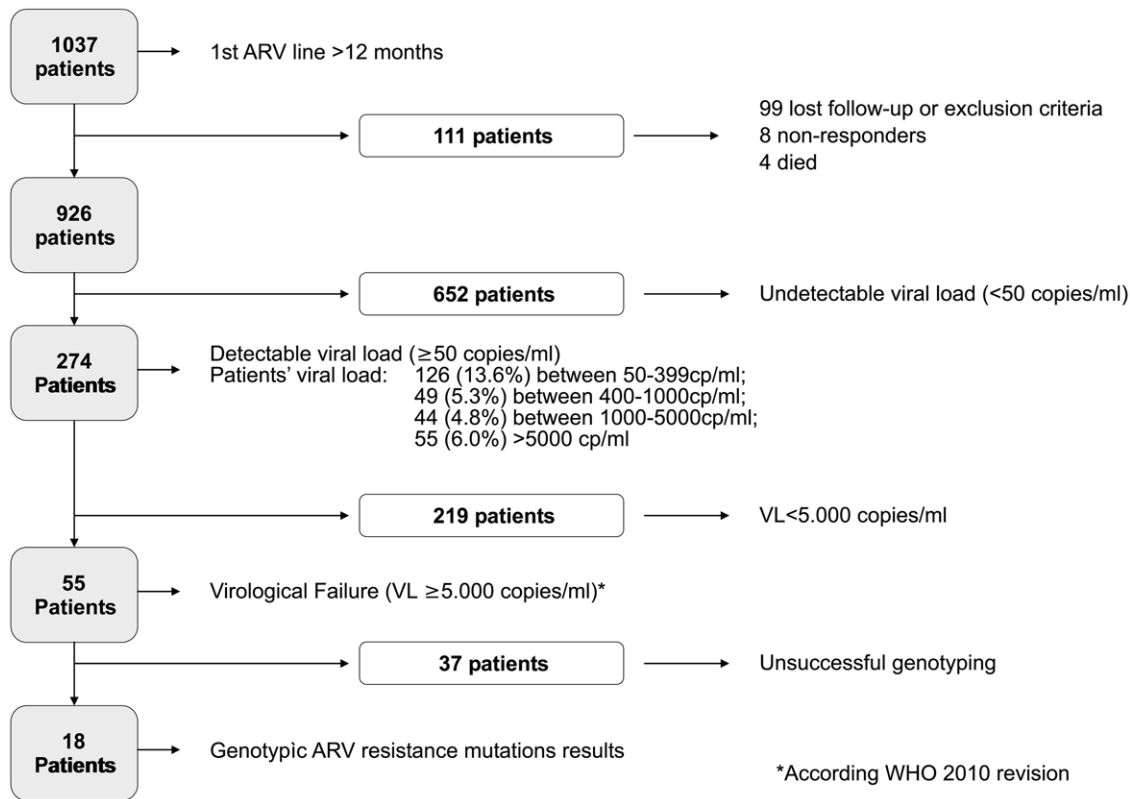 1037
patients
1st ARV line >12 months
111 patients
99 lost follow-up or exclusion criteria
8 non-responders
4 died
926
patients
652 patients
Undetectable viral load (<50 copies/ml)
274
Patients
Detectable viral load (≥50 copies/ml)
Patients’ viral load: 126 (13.6%) between 50-399cp/ml;
49 (5.3%) between 400-1000cp/ml;
44 (4.8%) between 1000-5000cp/ml;
55 (6.0%) >5000 cp/ml
219 patients
VL<5.000 copies/ml
55
Patients
Virological Failure (VL ≥5.000 copies/ml)*
37 patients
Unsuccessful genotyping
18
Patients
Genotypìc ARV resistance mutations results
*According WHO 2010 revision